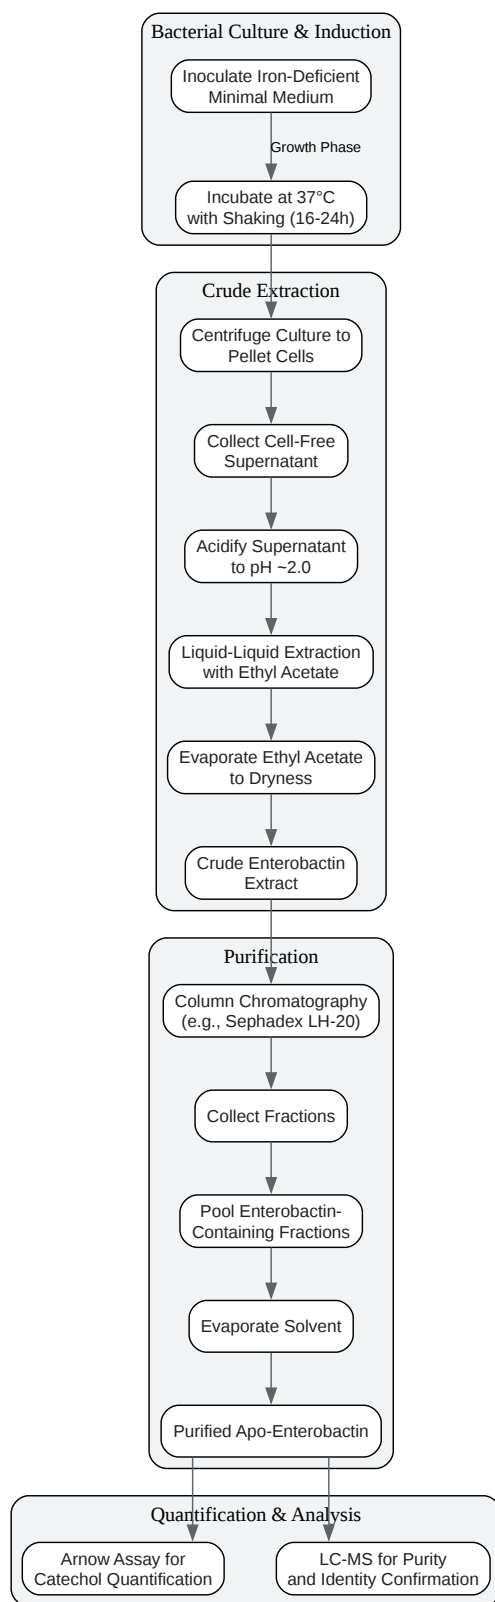 Bacterial Culture & Induction
Inoculate Iron-Deficient
Minimal Medium
Growth Phase
Incubate at 37°C
with Shaking (16-24h)
Crude Extraction
Centrifuge Culture to
Pellet Cells
Collect Cell-Free
Supernatant
Acidify Supernatant
to pH ~2.0
Liquid-Liquid Extraction
with Ethyl Acetate
Evaporate Ethyl Acetate
to Dryness
Crude Enterobactin
Extract
Purification
Column Chromatography
(e.g., Sephadex LH-20)
Collect Fractions
Pool Enterobactin-
Containing Fractions
Evaporate Solvent
Purified Apo-Enterobactin
Quantification & Analysis
Arnow Assay for
Catechol Quantification
LC-MS for Purity
and Identity Confirmation